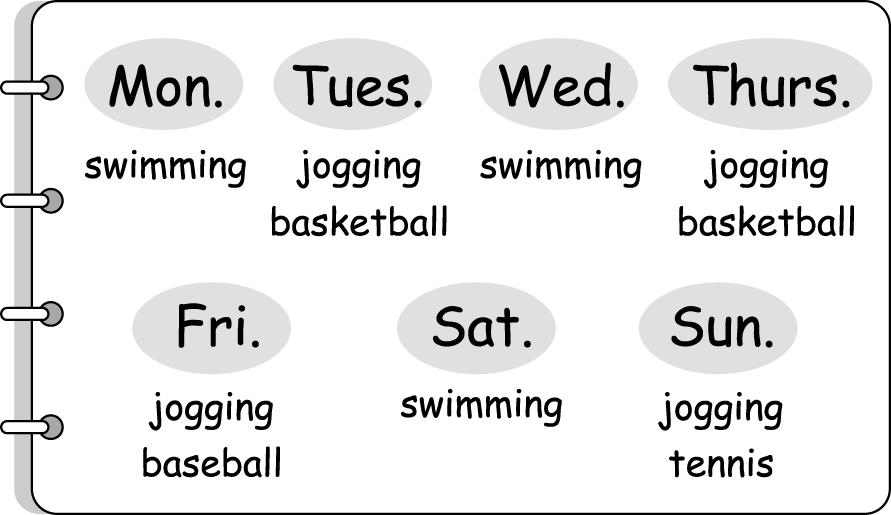 Mon. Tues. Wed. Thurs.
swimming jogging swimming jogging
basketball basketball
Fri. Sat. Sun.
jogging swimming jogging
baseball tennis